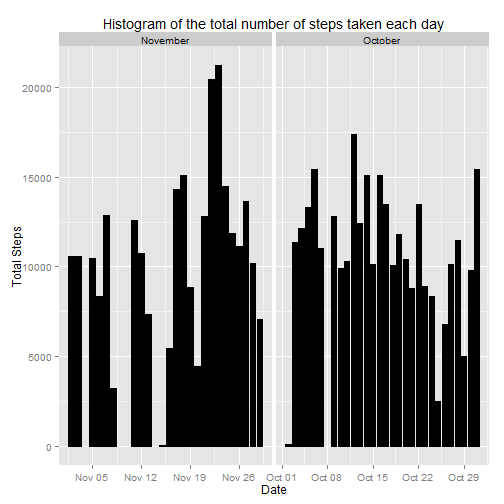 Histogram of the total number of steps taken each day
November October
20000
15000
10000
5000
0
Total Steps
Nov 05 Nov 12 Nov 19 Nov 26 Oct 01 Oct 08 Oct 15 Oct 22 Oct 29
Date